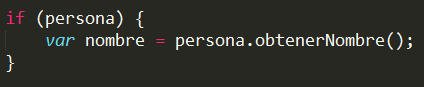 if (persona) {
    var nombre = persona.obtenerNombre();
}